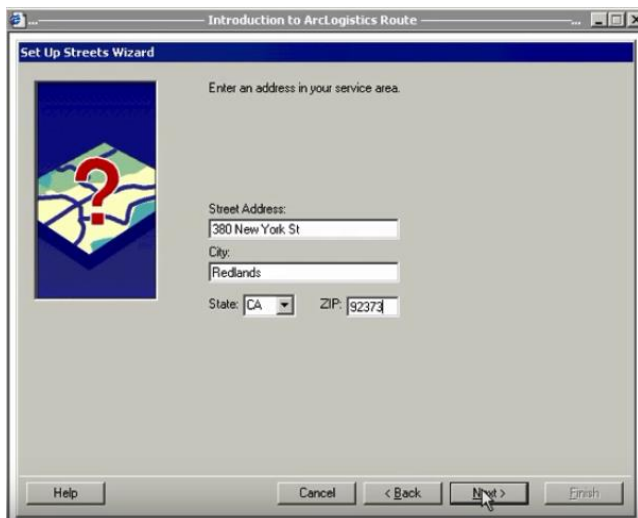 Introduction to ArcLogistics Route
Set Up Streets Wizard
Enter an address in your service area.
Street Address:
380 New York St
City:
Redlands
State: CA ZIP: 92373
Help Cancel < Back Next > Finish